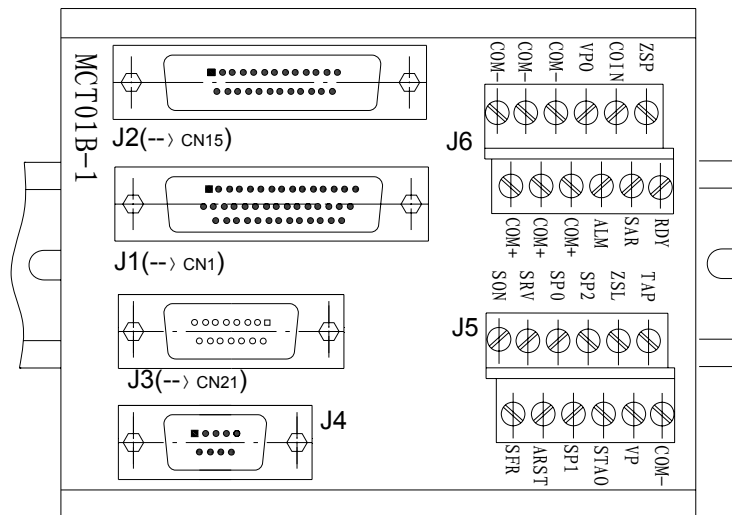 MCT01B-1
J2(--> CN15)
J1(--> CN1)
J3(--> CN21)
J4
COM- COM- COM- VPO COIN ZSP
J6
COM+ COM+ COM+ ALM SAR RDY
SON SRV SP0 SP2 ZSL TAP
J5
SFR ARST SP1 STAO VP COM-